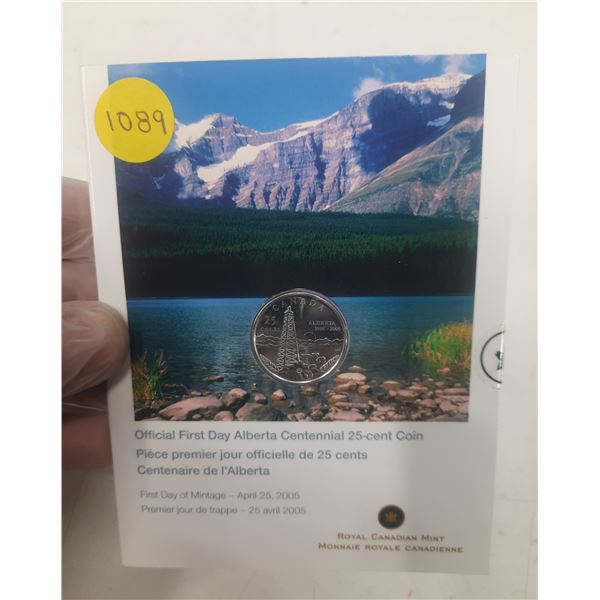 1089
CANADA
25
cents
ALBERTA
1905-2005
Official First Day Alberta Centennial 25-cent Coin
Pièce premier jour officielle de 25 cents
Centenaire de l'Alberta
First Day of Mintage – April 25, 2005
Premier jour de frappe – 25 avril 2005
ROYAL CANADIAN MINT
MONNAIE ROYALE CANADIENNE